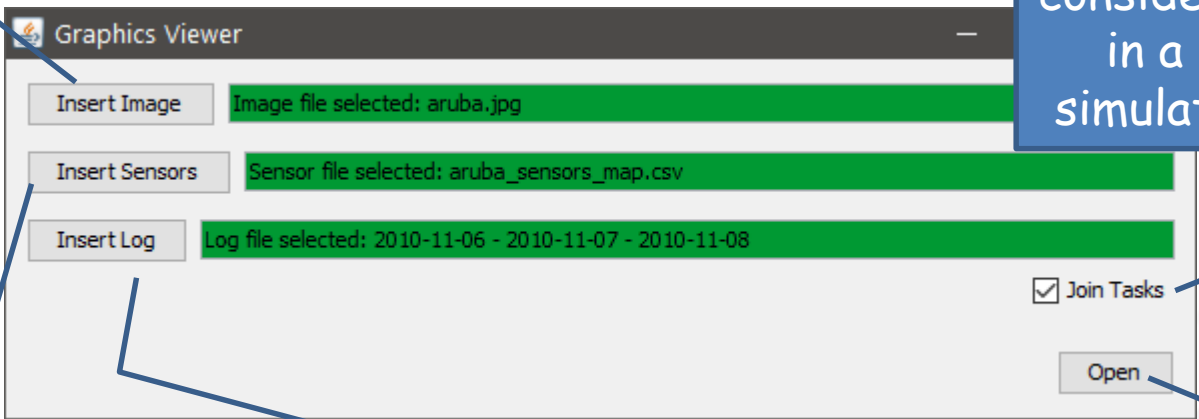 Graphics Viewer
in a
Insert Image
Image file selected: aruba.jpg
Insert Sensors
Sensor file selected: aruba_sensors_map.csv
Insert Log
Log file selected: 2010-11-06 - 2010-11-07 - 2010-11-08
Join Tasks
Open